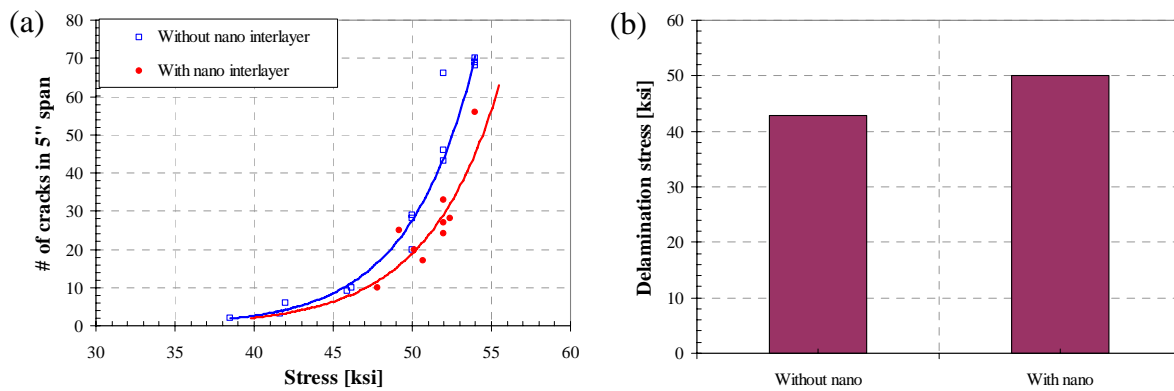 (a)
Without nano interlayer
With nano interlayer
# of cracks in 5" span
80
70
60
50
40
30
20
10
0
30 35 40 45 50 55 60
Stress [ksi]
(b)
Delamination stress [ksi]
60
50
40
30
20
10
0
Without nano With nano